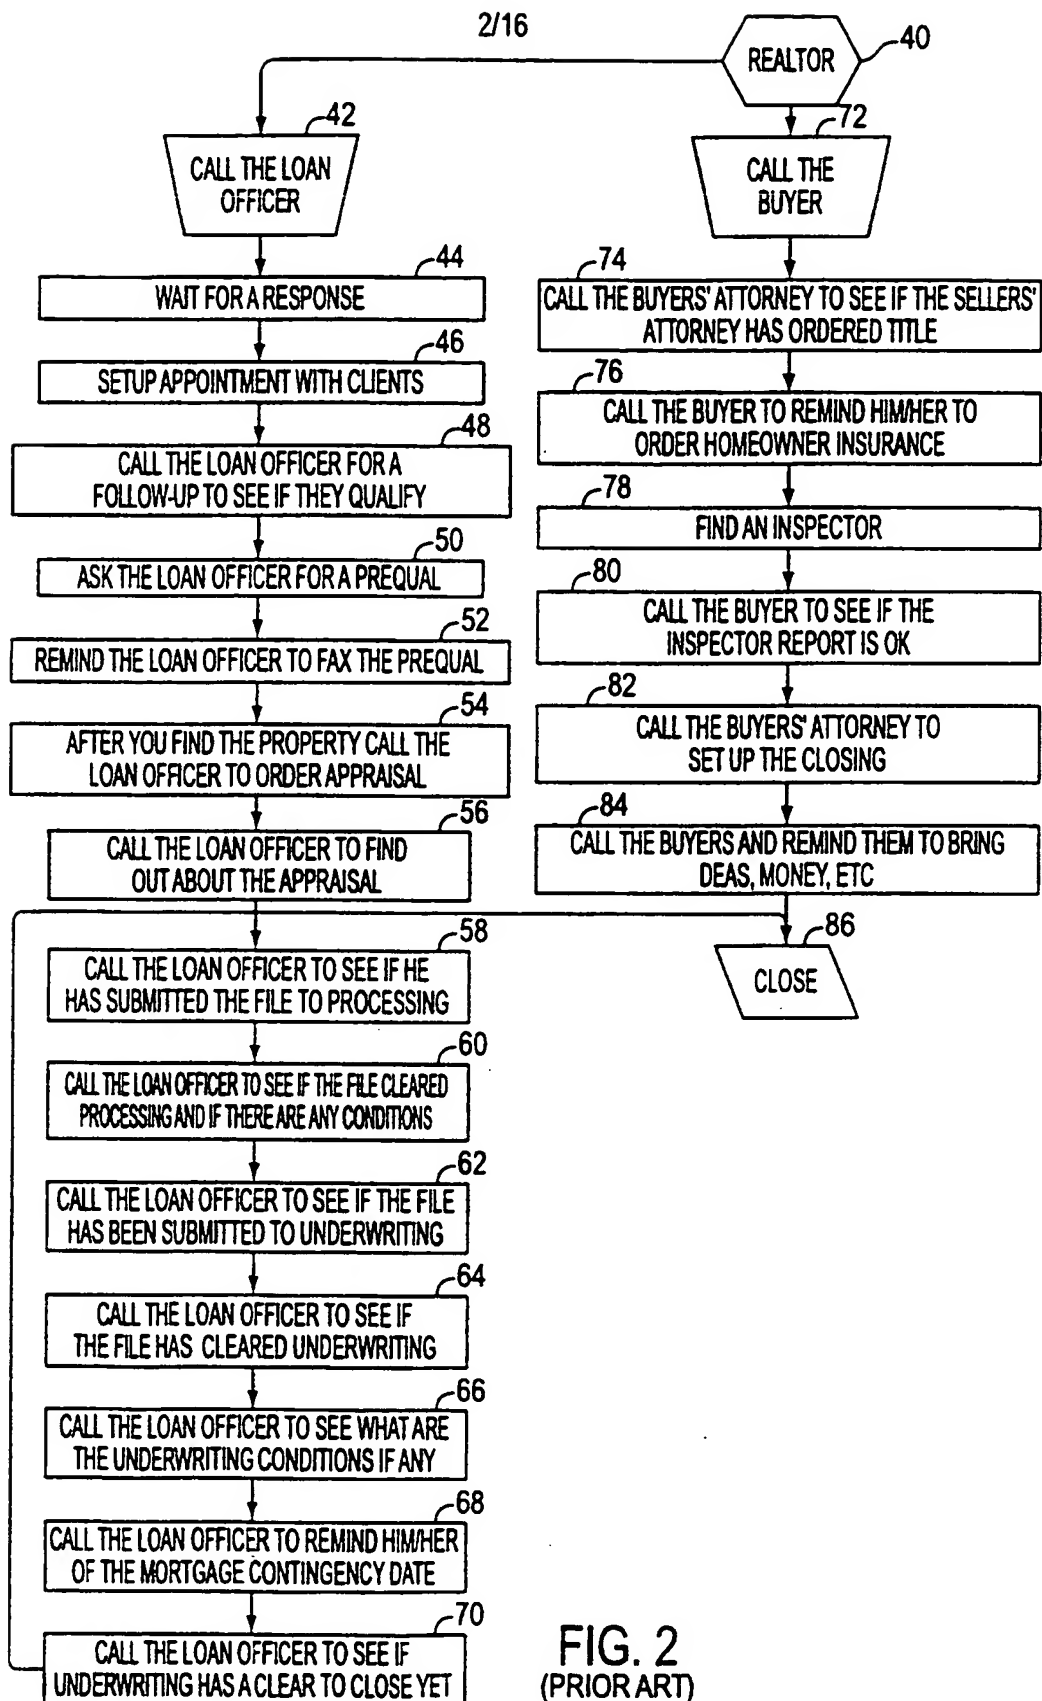 2/16
REALTOR
40
42
CALL THE LOAN
OFFICER
44
WAIT FOR A RESPONSE
46
SETUP APPOINTMENT WITH CLIENTS
48
CALL THE LOAN OFFICER FOR A
FOLLOW-UP TO SEE IF THEY QUALIFY
50
ASK THE LOAN OFFICER FOR A PREQUAL
52
REMIND THE LOAN OFFICER TO FAX THE PREQUAL
54
AFTER YOU FIND THE PROPERTY CALL THE
LOAN OFFICER TO ORDER APPRAISAL
56
CALL THE LOAN OFFICER TO FIND
OUT ABOUT THE APPRAISAL
58
CALL THE LOAN OFFICER TO SEE IF HE
HAS SUBMITTED THE FILE TO PROCESSING
60
CALL THE LOAN OFFICER TO SEE IF THE FILE CLEARED
PROCESSING AND IF THERE ARE ANY CONDITIONS
62
CALL THE LOAN OFFICER TO SEE IF THE FILE
HAS BEEN SUBMITTED TO UNDERWRITING
64
CALL THE LOAN OFFICER TO SEE IF
THE FILE HAS CLEARED UNDERWRITING
66
CALL THE LOAN OFFICER TO SEE WHAT ARE
THE UNDERWRITING CONDITIONS IF ANY
68
CALL THE LOAN OFFICER TO REMIND HIM/HER
OF THE MORTGAGE CONTINGENCY DATE
70
CALL THE LOAN OFFICER TO SEE IF
UNDERWRITING HAS A CLEAR TO CLOSE YET
72
CALL THE
BUYER
74
CALL THE BUYERS' ATTORNEY TO SEE IF THE SELLERS'
ATTORNEY HAS ORDERED TITLE
76
CALL THE BUYER TO REMIND HIM/HER TO
ORDER HOMEOWNER INSURANCE
78
FIND AN INSPECTOR
80
CALL THE BUYER TO SEE IF THE
INSPECTOR REPORT IS OK
82
CALL THE BUYERS' ATTORNEY TO
SET UP THE CLOSING
84
CALL THE BUYERS AND REMIND THEM TO BRING
DEAS, MONEY, ETC
86
CLOSE
FIG. 2
(PRIOR ART)